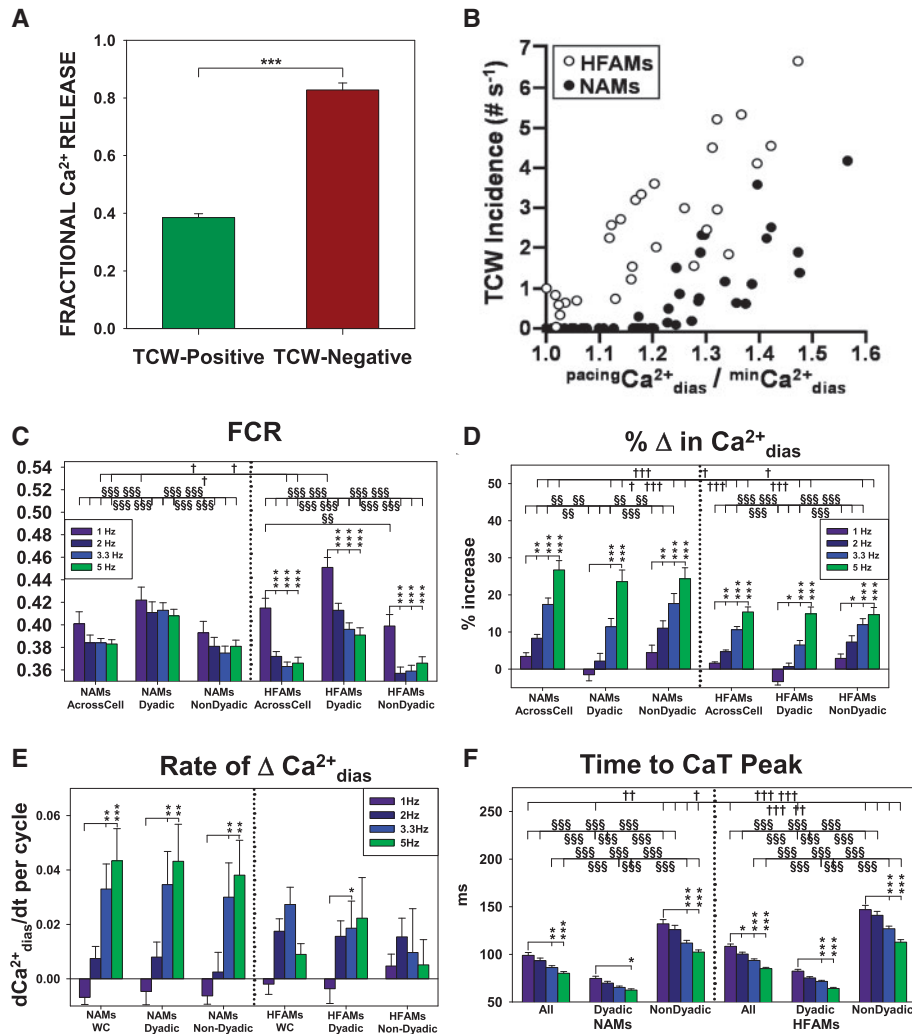 A
FRACTIONAL Ca2+ RELEASE
1.0
0.8
0.6
0.4
0.2
0.0
***
TCW-Positive
TCW-Negative
B
TCW Incidence (# s-1)
7
6
5
4
3
2
1
0
HFAMs
NAMs
1.0
1.1
1.2
1.3
1.4
1.5
1.6
pacingCa2+dias / minCa2+dias
C
FCR
0.54
0.52
0.50
0.48
0.46
0.44
0.42
0.40
0.38
0.36
† †
†
§§§ §§§ §§§ §§§ §§§ §§§
§§§ §§§ §§§ §§§ §§§ §§§ §§§ §§§
§§
1 Hz
2 Hz
3.3 Hz
5 Hz
*** *** *** *** *** *** *** *** ***
NAMs AcrossCell
NAMs Dyadic
NAMs NonDyadic
HFAMs AcrossCell
HFAMs Dyadic
HFAMs NonDyadic
D
% Δ in Ca2+dias
% increase
50
40
30
20
10
0
††† † †
† ††† ††† †††
§§ §§ §§ §§ §§§ §§§ §§§ §§§
§§ §§§ §§§ §§§
1 Hz
2 Hz
3.3 Hz
5 Hz
** *** *** ** *** * *** *** ** *** *** * ** *** * *** ***
NAMs AcrossCell
NAMs Dyadic
NAMs NonDyadic
HFAMs AcrossCell
HFAMs Dyadic
HFAMs NonDyadic
E
Rate of Δ Ca2+dias
dCa2+dias/dt per cycle
0.06
0.04
0.02
0.00
1Hz
2Hz
3.3Hz
5Hz
** *** ** ** ** ** *
NAMs WC
NAMs Dyadic
NAMs Non-Dyadic
HFAMs WC
HFAMs Dyadic
HFAMs Non-Dyadic
F
Time to CaT Peak
ms
250
200
150
100
50
†† † ††† †††
††† ††
§§§ §§§ §§§ §§§ §§§ §§§
§§§ §§§ §§§ §§§
§§§ §§§ §§§ §§§ §§§ §§§
§§§ §§§ §§§ §§§
** *** * ** *** * ** *** *** *** ** ***
All
Dyadic
NonDyadic
All
Dyadic
NonDyadic
NAMs
HFAMs